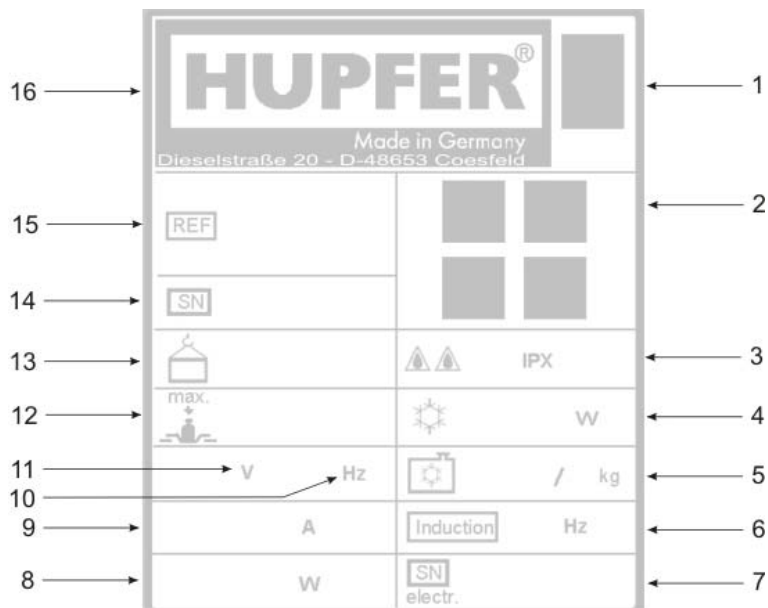 HUPFER®
Made in Germany
Dieselstraße 20 - D-48653 Coesfeld
16
1
15
REF
2
14
SN
13
IPX
3
12
max.
W
4
11
V
Hz
10
/ kg
5
9
A
Induction
Hz
6
8
W
SN
electr.
7